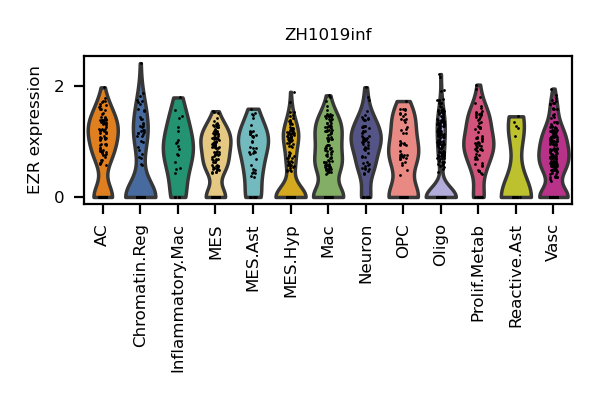 ZH1019inf
EZR expression
2
0
AC
Chromatin.Reg
Inflammatory.Mac
MES
MES.Ast
MES.Hyp
Mac
Neuron
OPC
Oligo
Prolif.Metab
Reactive.Ast
Vasc